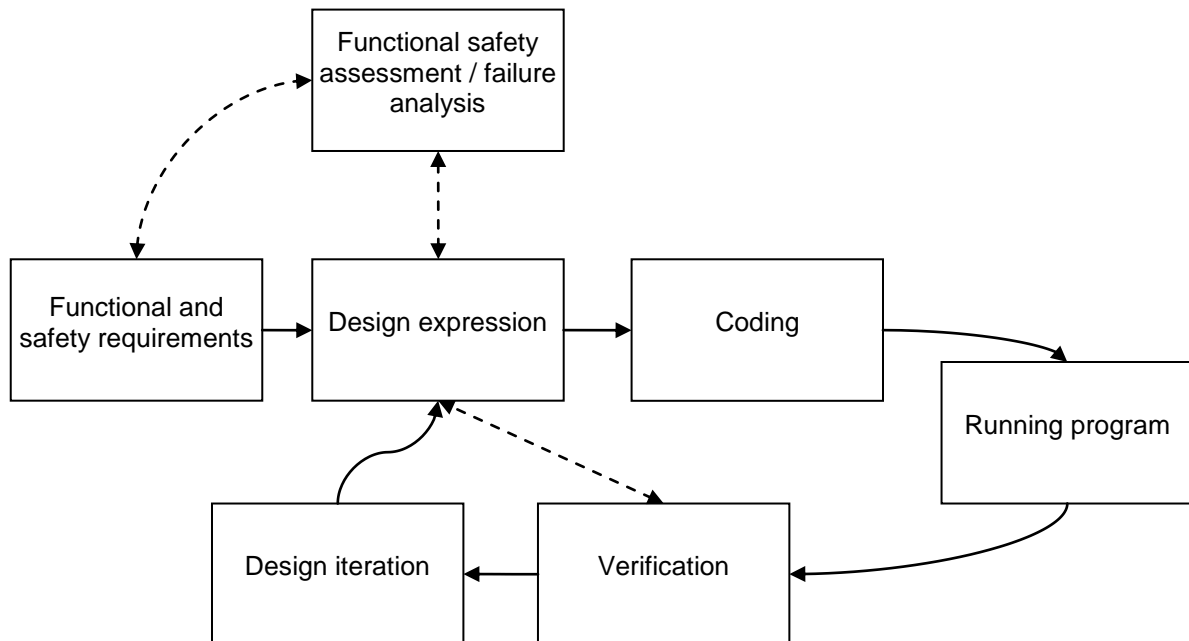 Functional safety
assessment / failure
analysis
Functional and
safety requirements
Design expression
Coding
Running program
Design iteration
Verification